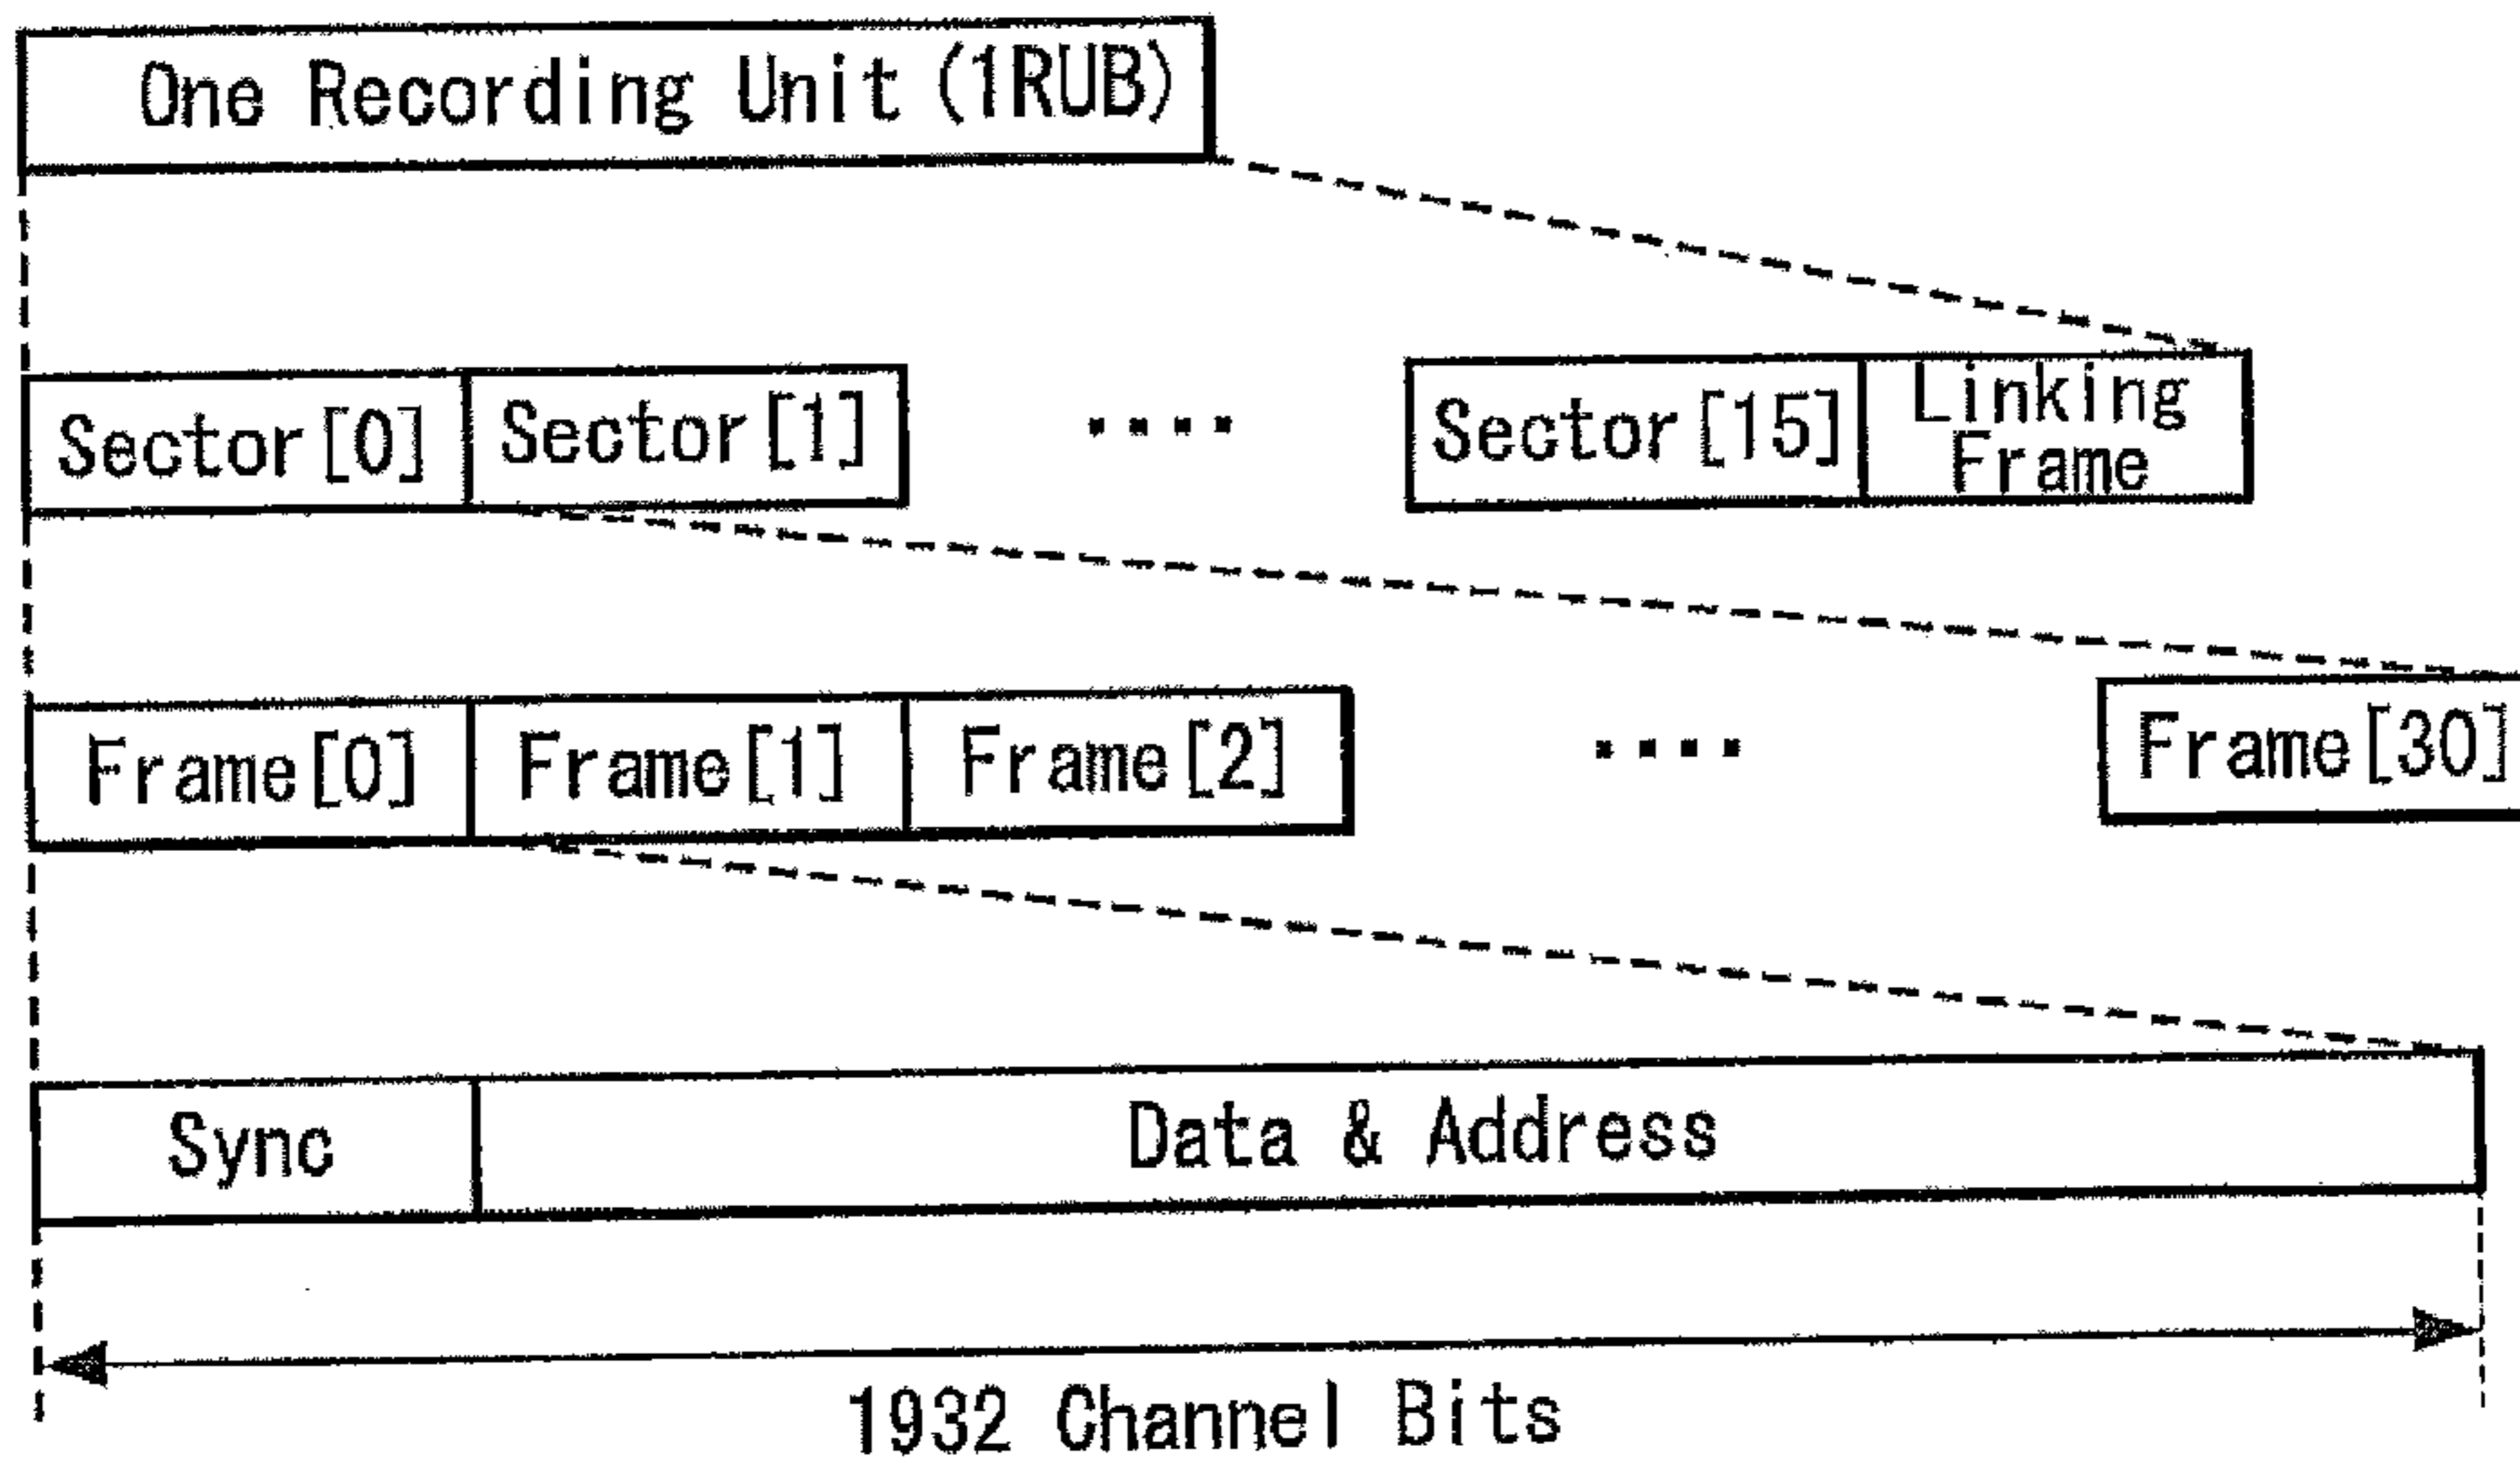 One Recording Unit (1RUB)
Sector[0] Sector[1] .... Sector[15] Linking Frame
Frame[0] Frame[1] Frame[2] .... Frame[30]
Sync Data & Address
1932 Channel Bits